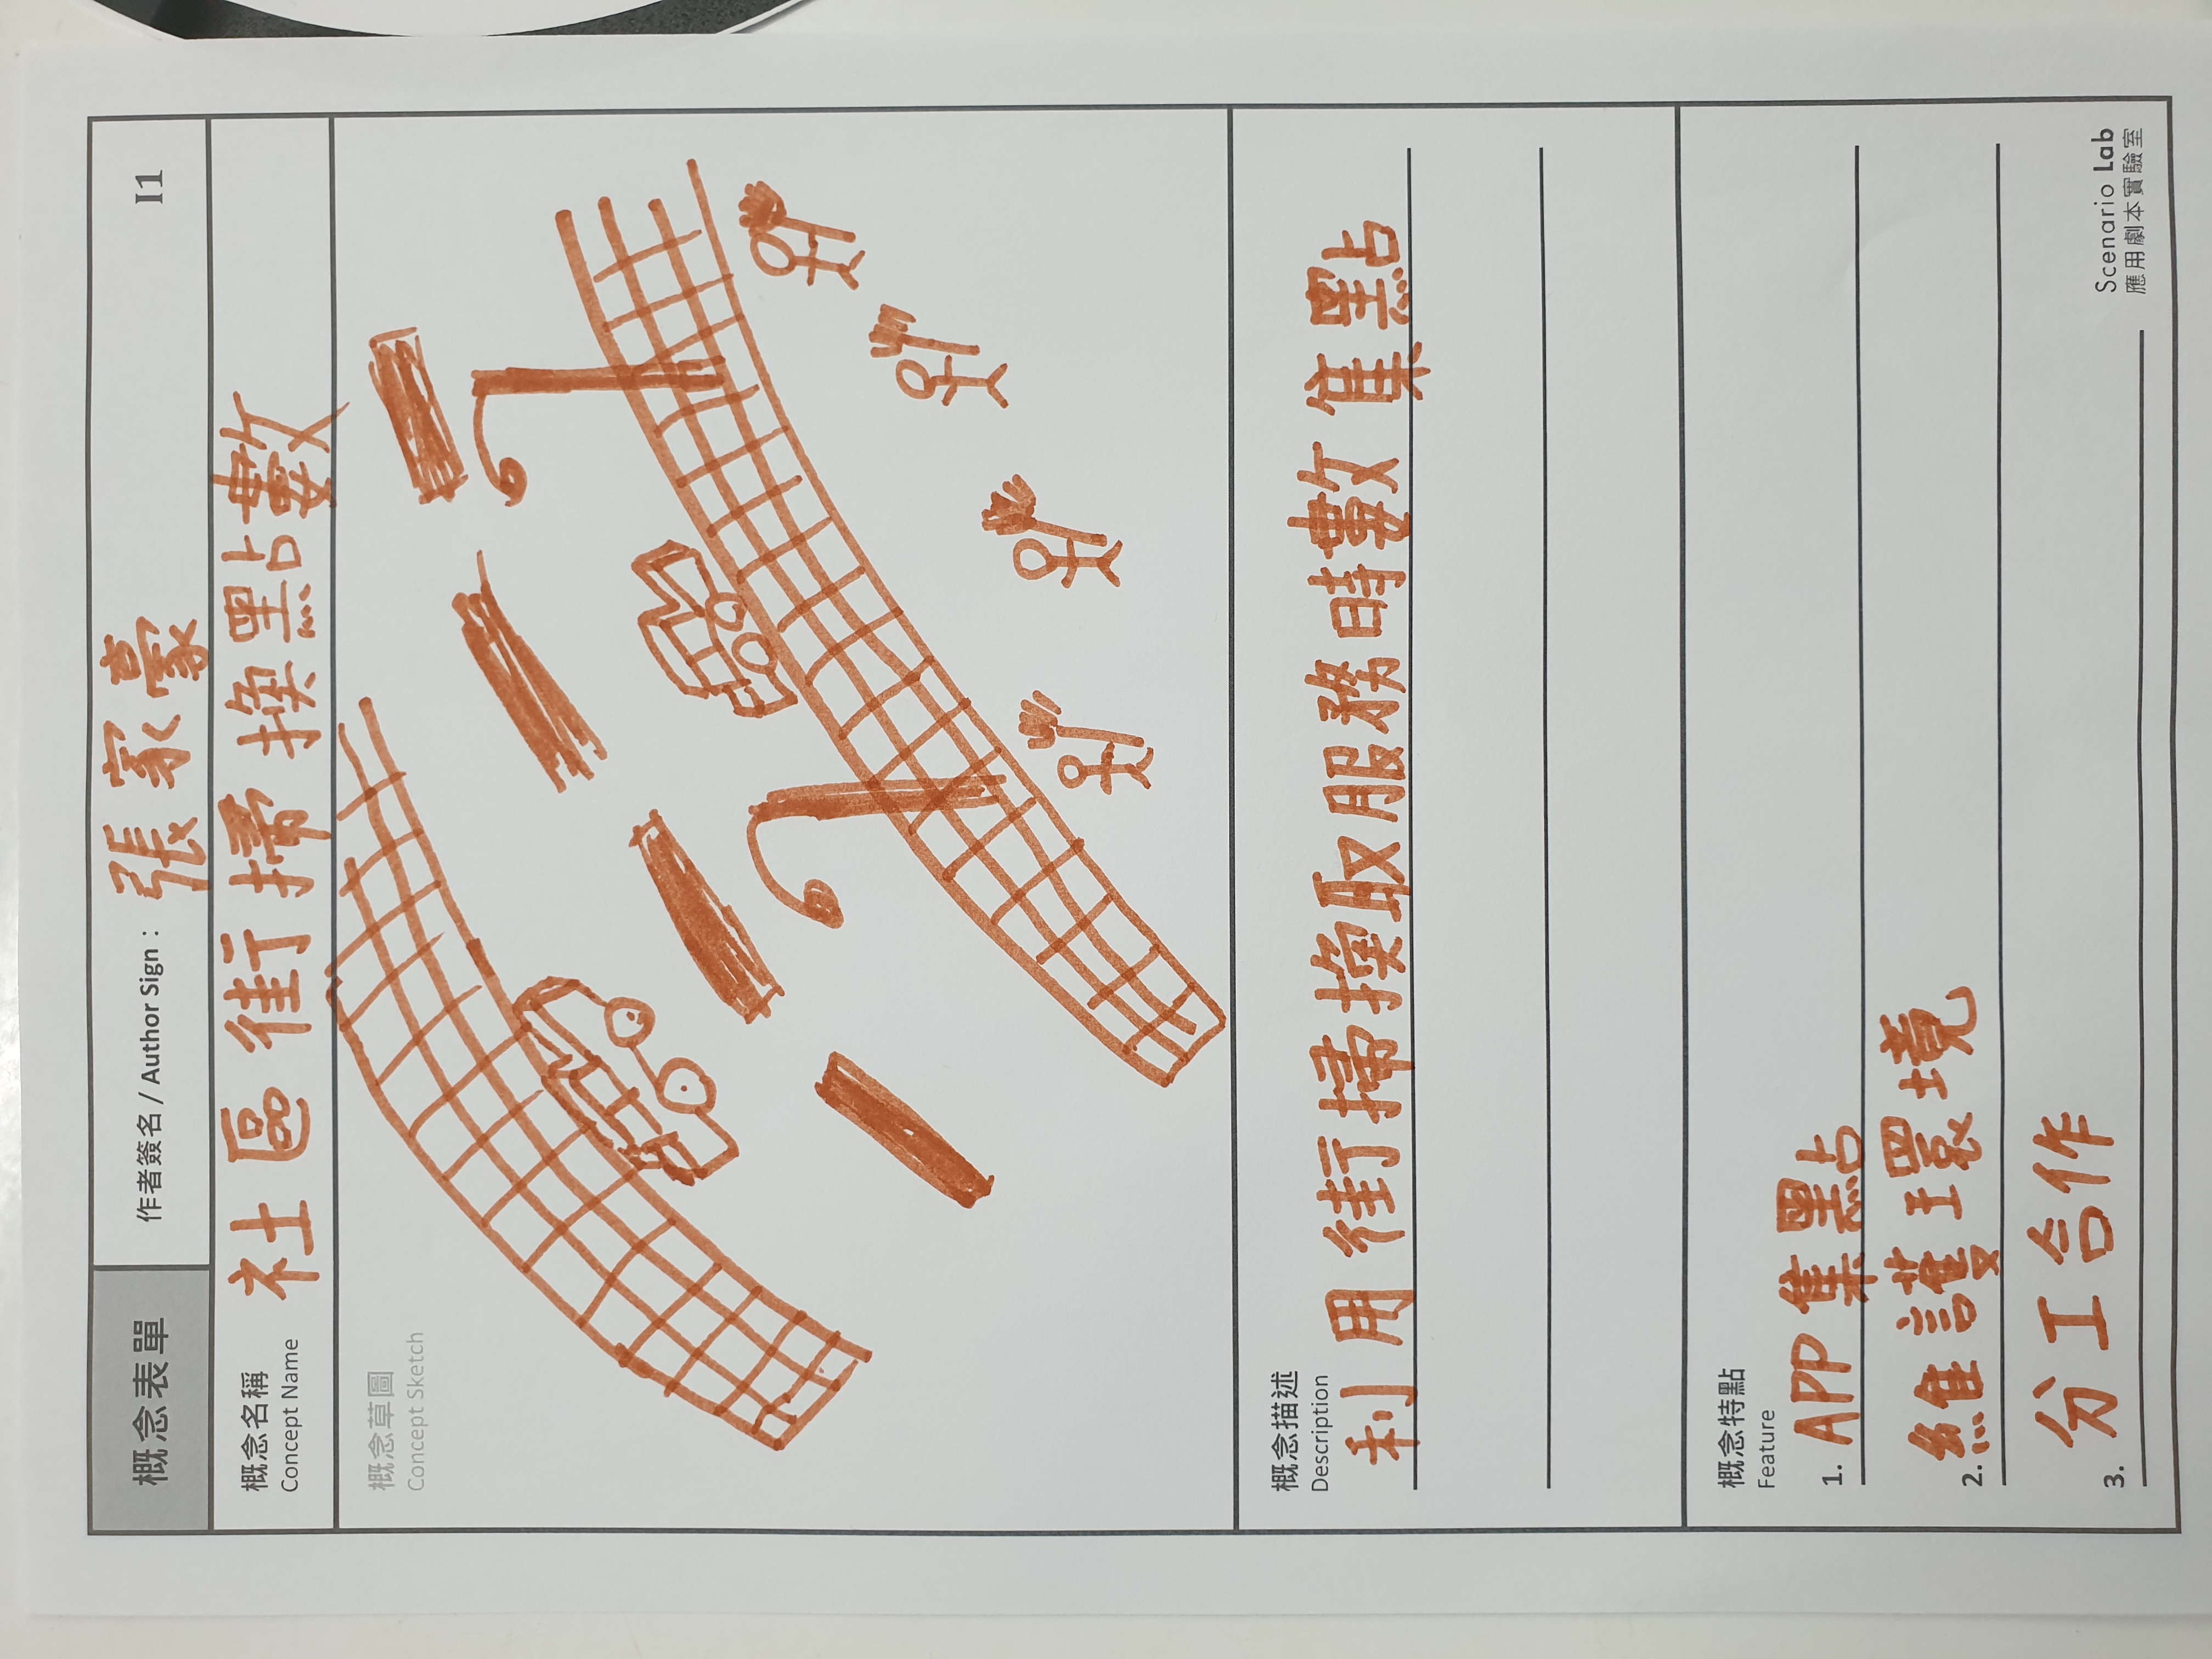 概念表單
作者簽名 / Author Sign： 張家豪
I1
概念名稱
Concept Name
社區街掃換點數
概念草圖
Concept Sketch
概念描述
Description
利用街掃換取服務時數集點
概念特點
Feature
1. APP集點
2. 維護環境
3. 分工合作
Scenario Lab
應用劇本實驗室